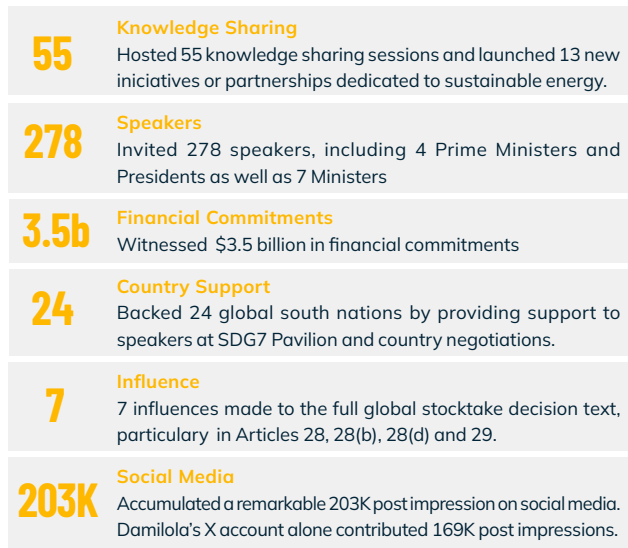 55
Knowledge Sharing
Hosted 55 knowledge sharing sessions and launched 13 new
iniciatives or partnerships dedicated to sustainable energy.
278
Speakers
Invited 278 speakers, including 4 Prime Ministers and
Presidents as well as 7 Ministers
3.5b
Financial Commitments
Witnessed $3.5 billion in financial commitments
24
Country Support
Backed 24 global south nations by providing support to
speakers at SDG7 Pavilion and country negotiations.
7
Influence
7 influences made to the full global stocktake decision text,
particulary in Articles 28, 28(b), 28(d) and 29.
203K
Social Media
Accumulated a remarkable 203K post impression on social media.
Damilola's X account alone contributed 169K post impressions.